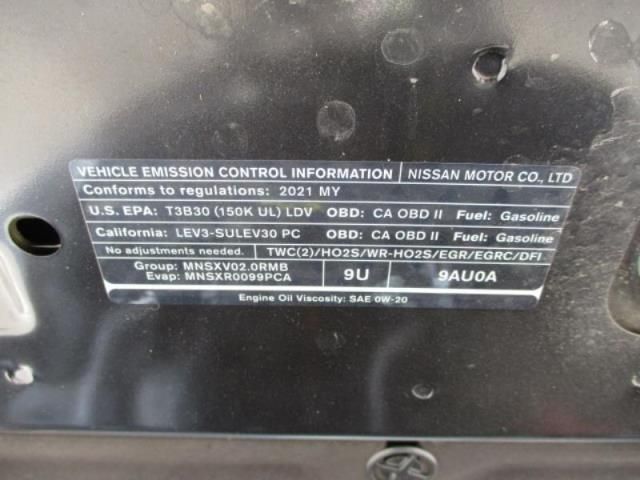 VEHICLE EMISSION CONTROL INFORMATION NISSAN MOTOR CO., LTD
Conforms to regulations: 2021 MY
U.S. EPA: T3B30 (150K UL) LDV OBD: CA OBD II Fuel: Gasoline
California: LEV3-SULEV30 PC OBD: CA OBD II Fuel: Gasoline
No adjustments needed. TWC(2)/HO2S/WR-HO2S/EGR/EGRC/DFI
Group: MNSXV02.0RMB 9U 9AU0A
Evap: MNSXR0099PCA
Engine Oil Viscosity: SAE 0W-20